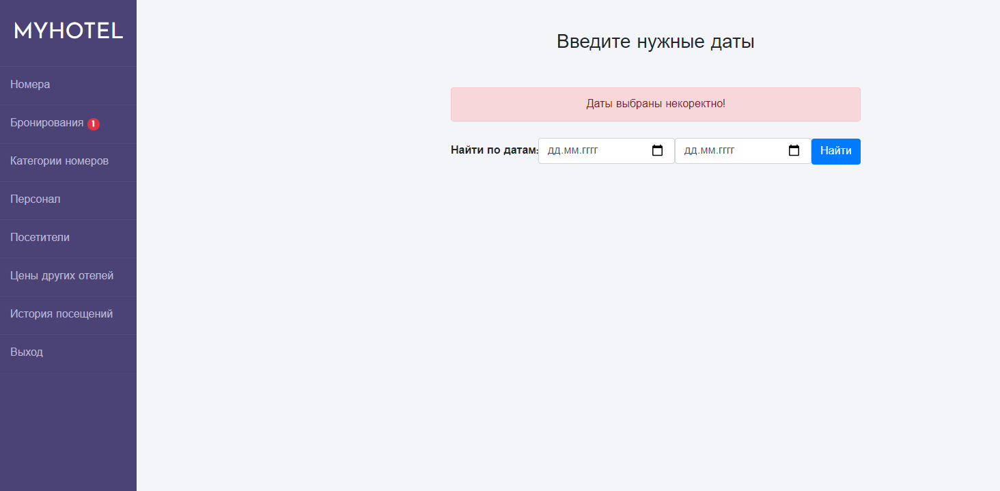 MYHOTEL
Номера
Бронирования 1
Категории номеров
Персонал
Посетители
Цены других отелей
История посещений
Выход
Введите нужные даты
Даты выбраны некоректно!
Найти по датам: дд.мм.гггг дд.мм.гггг Найти